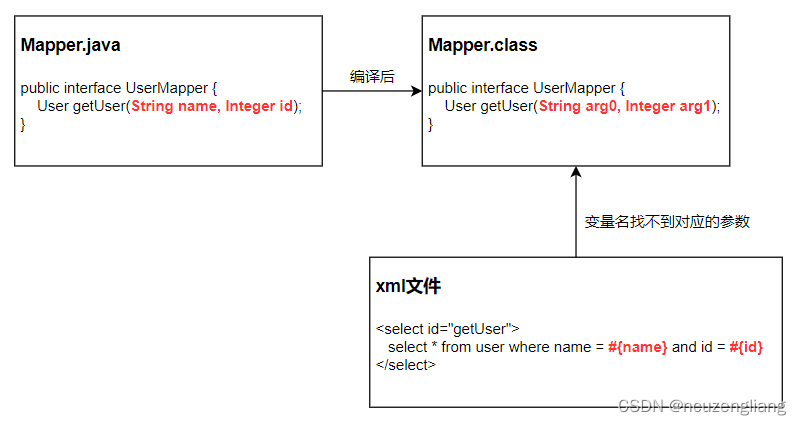 Mapper.java
public interface UserMapper {
User getUser(String name, Integer id);
}
编译后
Mapper.class
public interface UserMapper {
User getUser(String arg0, Integer arg1);
}
变量名找不到对应的参数
xml文件
<select id="getUser">
select * from user where name = #{name} and id = #{id}
</select>
CSDN @neuzengliang